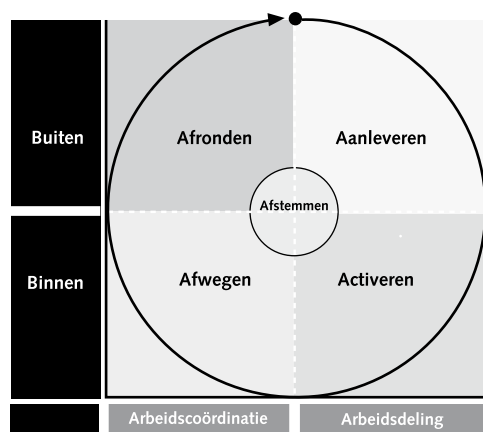 Buiten
Afronden
Aanleveren
Afstemmen
Binnen
Afwegen
Activeren
Arbeidscoördinatie
Arbeidsdeling